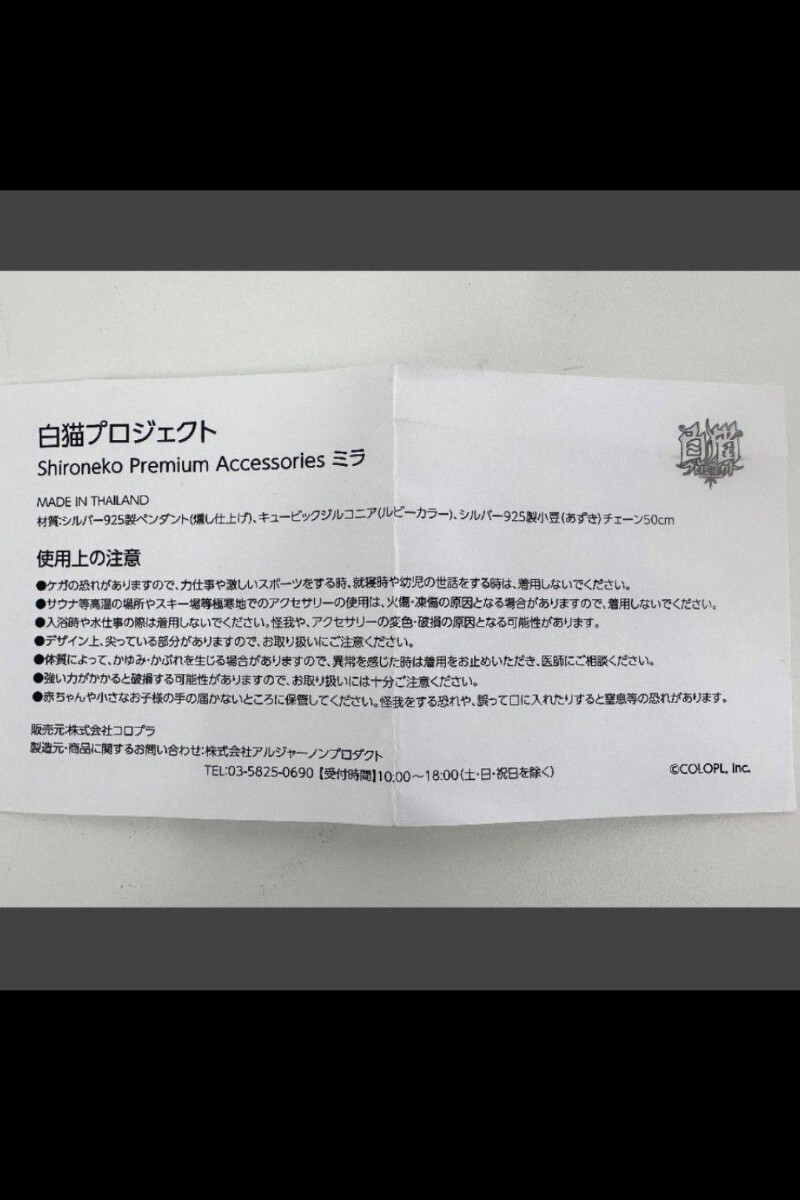 白猫プロジェクト
Shironeko Premium Accessories ミラ
白猫
プロジェクト
MADE IN THAILAND
材質:シルバー925製ペンダント(燻し仕上げ)、キュービックジルコニア(ルビーカラー)、シルバー925製小豆(あずき)チェーン50cm
使用上の注意
●ケガの恐れがありますので、力仕事や激しいスポーツをする時、就寝時や幼児の世話をする時は、着用しないでください。
●サウナ等高湿の場所やスキー場等極寒地でのアクセサリーの使用は、火傷・凍傷の原因となる場合がありますので、着用しないでください。
●入浴時や水仕事の際は着用しないでください。怪我や、アクセサリーの変色・破損の原因となる可能性があります。
●デザイン上、尖っている部分がありますので、お取り扱いにご注意ください。
●体質によって、かゆみ・かぶれを生じる場合がありますので、異常を感じた時は着用をお止めいただき、医師にご相談ください。
●強い力がかかると破損する可能性がありますので、お取り扱いには十分ご注意ください。
●赤ちゃんや小さなお子様の手の届かないところに保管してください。怪我をする恐れや、誤って口に入れたりすると窒息等の恐れがあります。
販売元:株式会社コロプラ
製造元・商品に関するお問い合わせ:株式会社アルジャーノンプロダクト
TEL:03-5825-0690【受付時間】10:00~18:00(土・日・祝日を除く)
©COLOPL, Inc.